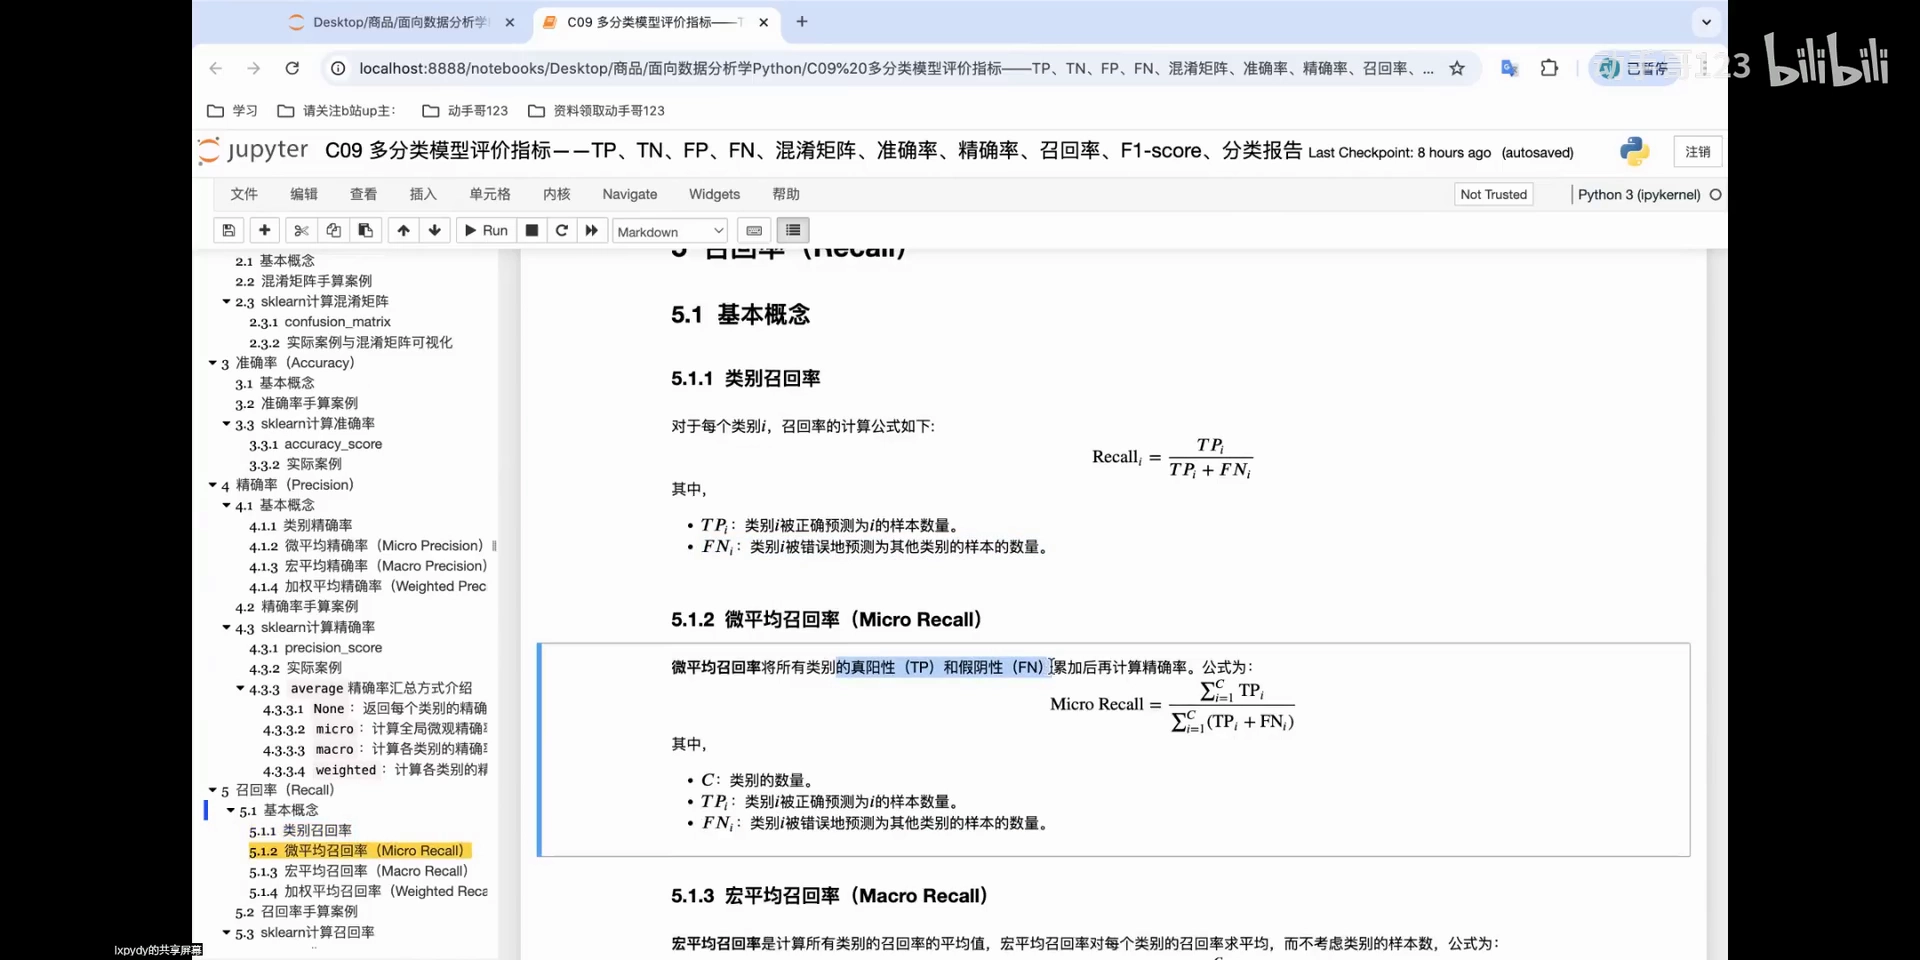 Desktop/商品/面向数据分析学
C09 多分类模型评价指标——T
localhost:8888/notebooks/Desktop/商品/面向数据分析学Python/C09%20多分类模型评价指标——TP、TN、FP、FN、混淆矩阵、准确率、精确率、召回率、...
已暂停
bilibili
学习
请关注b站up主：
动手哥123
资料领取动手哥123
jupyter
C09 多分类模型评价指标——TP、TN、FP、FN、混淆矩阵、准确率、精确率、召回率、F1-score、分类报告
Last Checkpoint: 8 hours ago (autosaved)
注销
文件 编辑 查看 插入 单元格 内核 Navigate Widgets 帮助
Not Trusted
Python 3 (ipykernel)
Run
Markdown
2.1 基本概念
2.2 混淆矩阵手算案例
2.3 sklearn计算混淆矩阵
2.3.1 confusion_matrix
2.3.2 实际案例与混淆矩阵可视化
3 准确率（Accuracy）
3.1 基本概念
3.2 准确率手算案例
3.3 sklearn计算准确率
3.3.1 accuracy_score
3.3.2 实际案例
4 精确率（Precision）
4.1 基本概念
4.1.1 类别精确率
4.1.2 微平均精确率（Micro Precision）
4.1.3 宏平均精确率（Macro Precision）
4.1.4 加权平均精确率（Weighted Prec
4.2 精确率手算案例
4.3 sklearn计算精确率
4.3.1 precision_score
4.3.2 实际案例
4.3.3 average 精确率汇总方式介绍
4.3.3.1 None：返回每个类别的精确
4.3.3.2 micro：计算全局微观精确率
4.3.3.3 macro：计算各类别的精确率
4.3.3.4 weighted：计算各类别的精
5 召回率（Recall）
5.1 基本概念
5.1.1 类别召回率
5.1.2 微平均召回率（Micro Recall）
5.1.3 宏平均召回率（Macro Recall）
5.1.4 加权平均召回率（Weighted Reca
5.2 召回率手算案例
5.3 sklearn计算召回率
5 召回率（Recall）
5.1 基本概念
5.1.1 类别召回率
对于每个类别i，召回率的计算公式如下：
Recallᵢ = TPᵢ / (TPᵢ + FNᵢ)
其中，
• TPᵢ：类别i被正确预测为i的样本数量。
• FNᵢ：类别i被错误地预测为其他类别的样本的数量。
5.1.2 微平均召回率（Micro Recall）
微平均召回率将所有类别的真阳性（TP）和假阴性（FN）累加后再计算精确率。公式为：
Micro Recall = ∑ᵢ₌₁ᶜ TPᵢ / ∑ᵢ₌₁ᶜ (TPᵢ + FNᵢ)
其中，
• C：类别的数量。
• TPᵢ：类别i被正确预测为i的样本数量。
• FNᵢ：类别i被错误地预测为其他类别的样本的数量。
5.1.3 宏平均召回率（Macro Recall）
宏平均召回率是计算所有类别的召回率的平均值，宏平均召回率对每个类别的召回率求平均，而不考虑类别的样本数，公式为：
lxpydy的共享屏幕